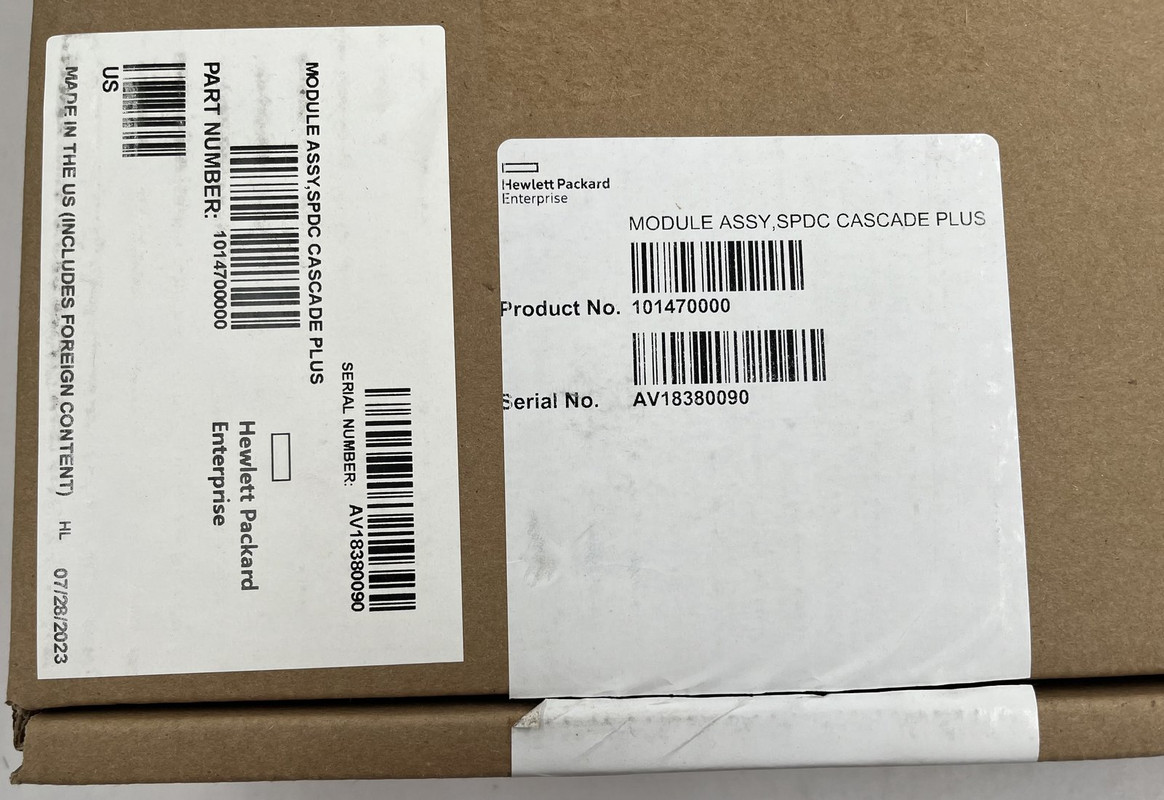 MODULE ASSY,SPDC CASCADE PLUS
PART NUMBER: 101470000
US
MADE IN THE US (INCLUDES FOREIGN CONTENT) HL 07/28/2023
SERIAL NUMBER: AV18380090
Hewlett Packard
Enterprise
Hewlett Packard
Enterprise
MODULE ASSY,SPDC CASCADE PLUS
Product No. 101470000
Serial No. AV18380090